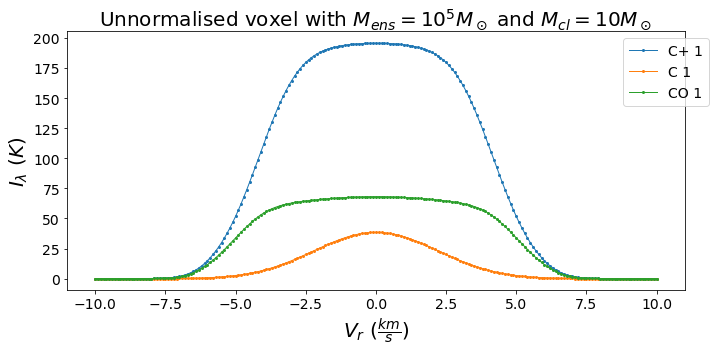 Unnormalised voxel with $M_{ens} = 10^5 M_\odot$ and $M_{cl} = 10 M_\odot$
C+ 1
C 1
CO 1
200
175
150
125
100
75
50
25
0
$I_\lambda$ (K)
−10.0 −7.5 −5.0 −2.5 0.0 2.5 5.0 7.5 10.0
$V_r$ ($\frac{km}{s}$)